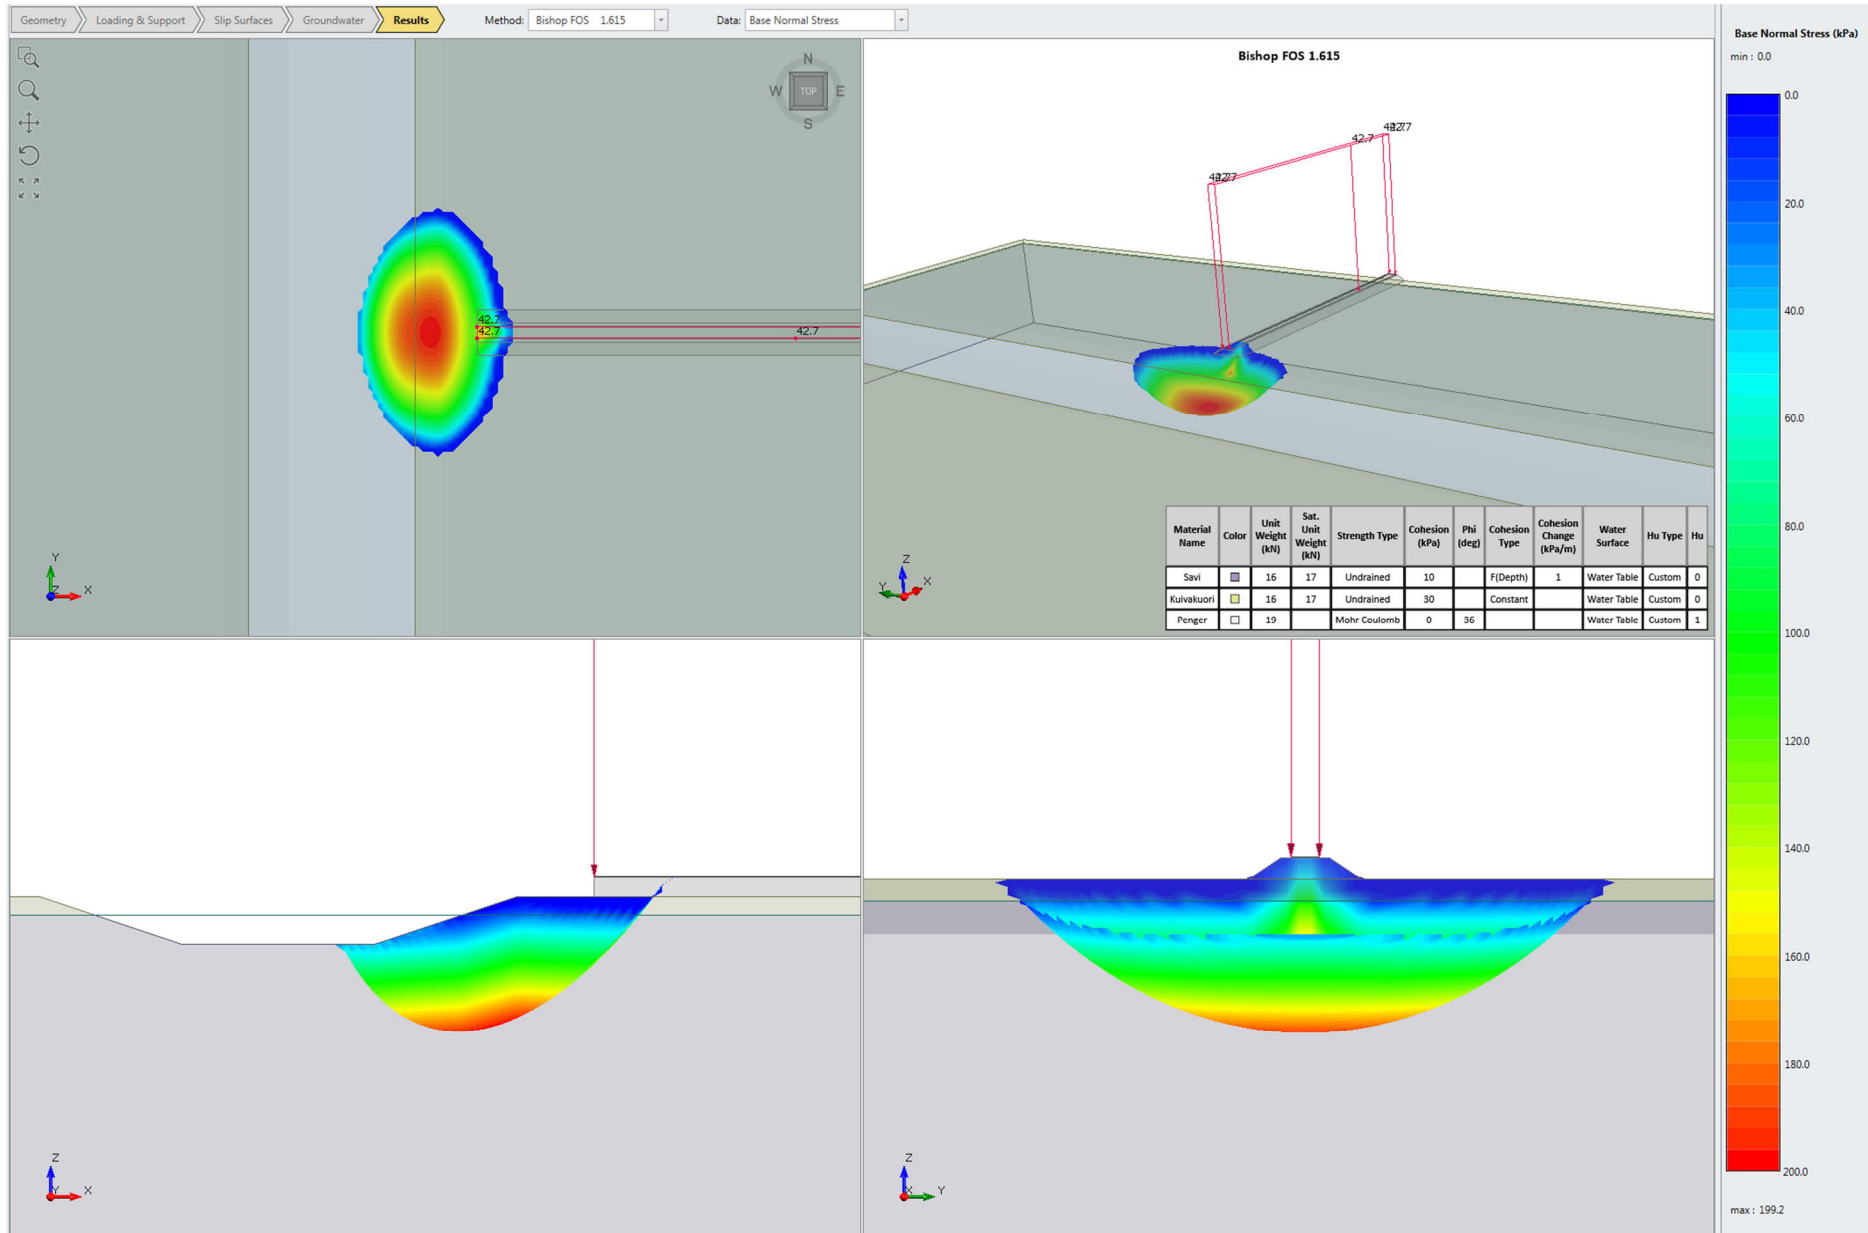 Geometry Loading & Support Slip Surfaces Groundwater Results Method: Bishop FOS 1.615 Data: Base Normal Stress
N
W TOP E
S
42.7
42.7 42.7
Y
Z X
Bishop FOS 1.615
42.7
Z
Y X
Material Name Color Unit Weight (kN) Sat. Unit Weight (kN) Strength Type Cohesion (kPa) Phi (deg) Cohesion Type Cohesion Change (kPa/m) Water Surface Hu Type Hu
Savi 16 17 Undrained 10 F(Depth) 1 Water Table Custom 0
Kuivakuori 16 17 Undrained 30 Constant Water Table Custom 0
Penger 19 Mohr Coulomb 0 36 Water Table Custom 1
Z
Y X
Z
X Y
Base Normal Stress (kPa)
min : 0.0
0.0
20.0
40.0
60.0
80.0
100.0
120.0
140.0
160.0
180.0
200.0
max : 199.2